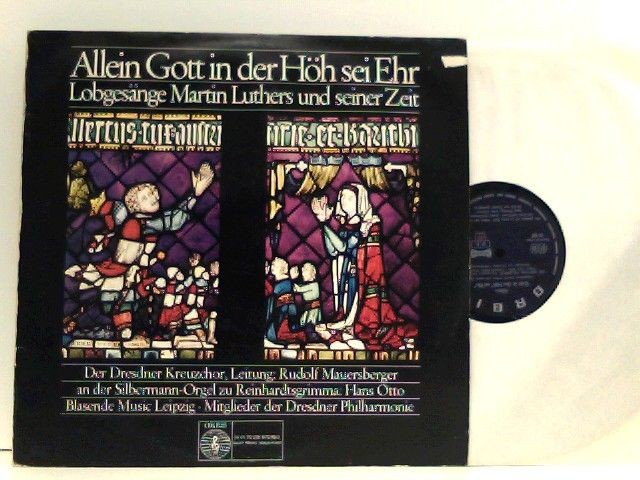 Allein Gott in der Höh sei Ehr
Lobgesänge Martin Luthers und seiner Zeit
Der Dresdner Kreuzchor, Leitung: Rudolf Mauersberger
an der Silbermann-Orgel zu Reinhardtsgrimma: Hans Otto
Blasende Music Leipzig · Mitglieder der Dresdner Philharmonie